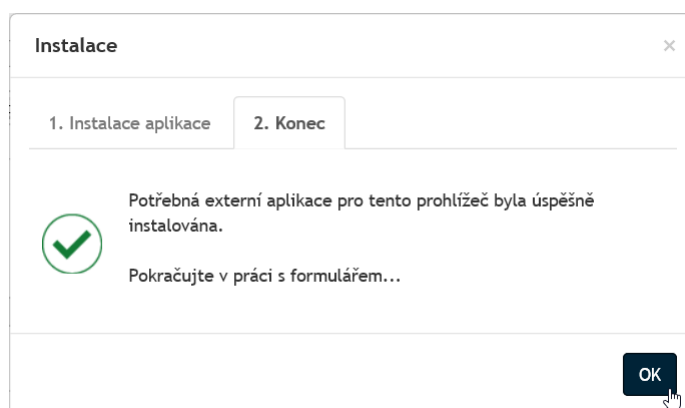 Instalace
×
1. Instalace aplikace
2. Konec
Potřebná externí aplikace pro tento prohlížeč byla úspěšně
instalována.
Pokračujte v práci s formulářem...
OK